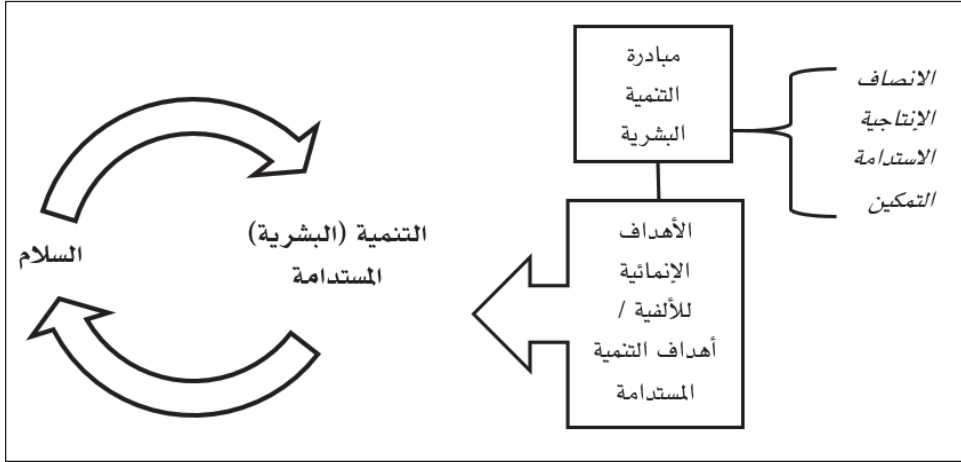 مبادرة
التنمية
البشرية
الانصاف
الإنتاجية
الاستدامة
التمكين
الأهداف
الإنمائية
للألفية /
أهداف التنمية
المستدامة
التنمية (البشرية)
المستدامة
السلام